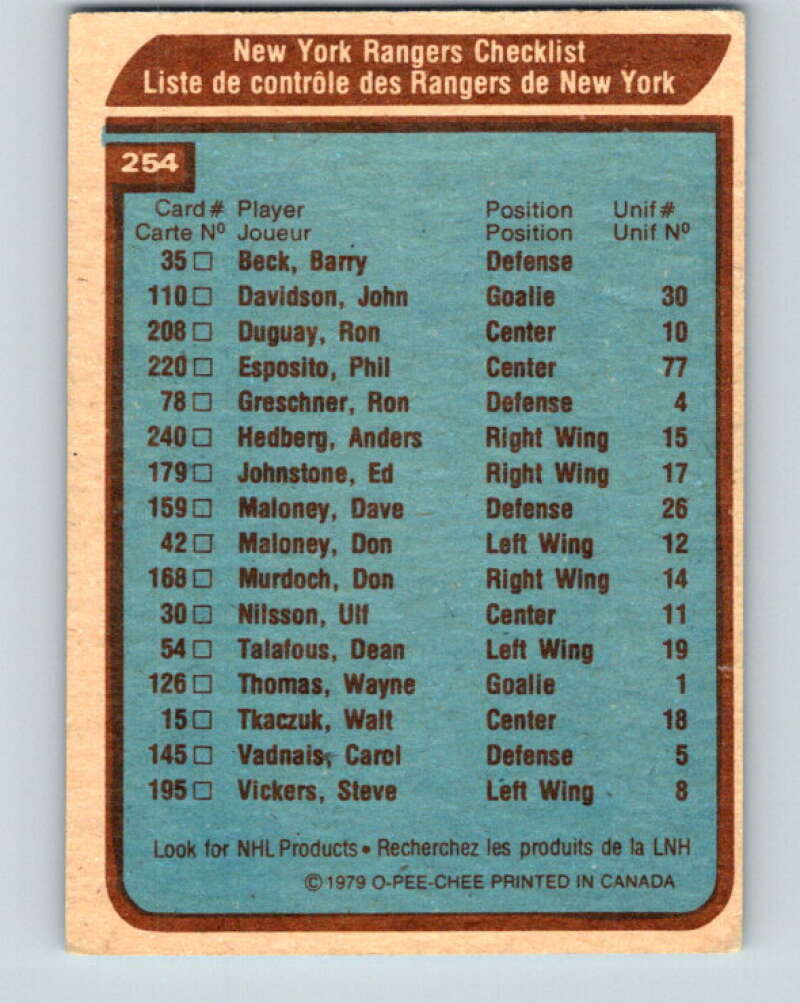 New York Rangers Checklist
Liste de contrôle des Rangers de New York
254
Card # Player Position Unif #
Carte Nº Joueur Position Unif Nº
35 □ Beck, Barry Defense
110 □ Davidson, John Goalie 30
208 □ Duguay, Ron Center 10
220 □ Esposito, Phil Center 77
78 □ Greschner, Ron Defense 4
240 □ Hedberg, Anders Right Wing 15
179 □ Johnstone, Ed Right Wing 17
159 □ Maloney, Dave Defense 26
42 □ Maloney, Don Left Wing 12
168 □ Murdoch, Don Right Wing 14
30 □ Nilsson, Ulf Center 11
54 □ Talafous, Dean Left Wing 19
126 □ Thomas, Wayne Goalie 1
15 □ Tkaczuk, Walt Center 18
145 □ Vadnais, Carol Defense 5
195 □ Vickers, Steve Left Wing 8
Look for NHL Products • Recherchez les produits de la LNH
© 1979 O-PEE-CHEE PRINTED IN CANADA